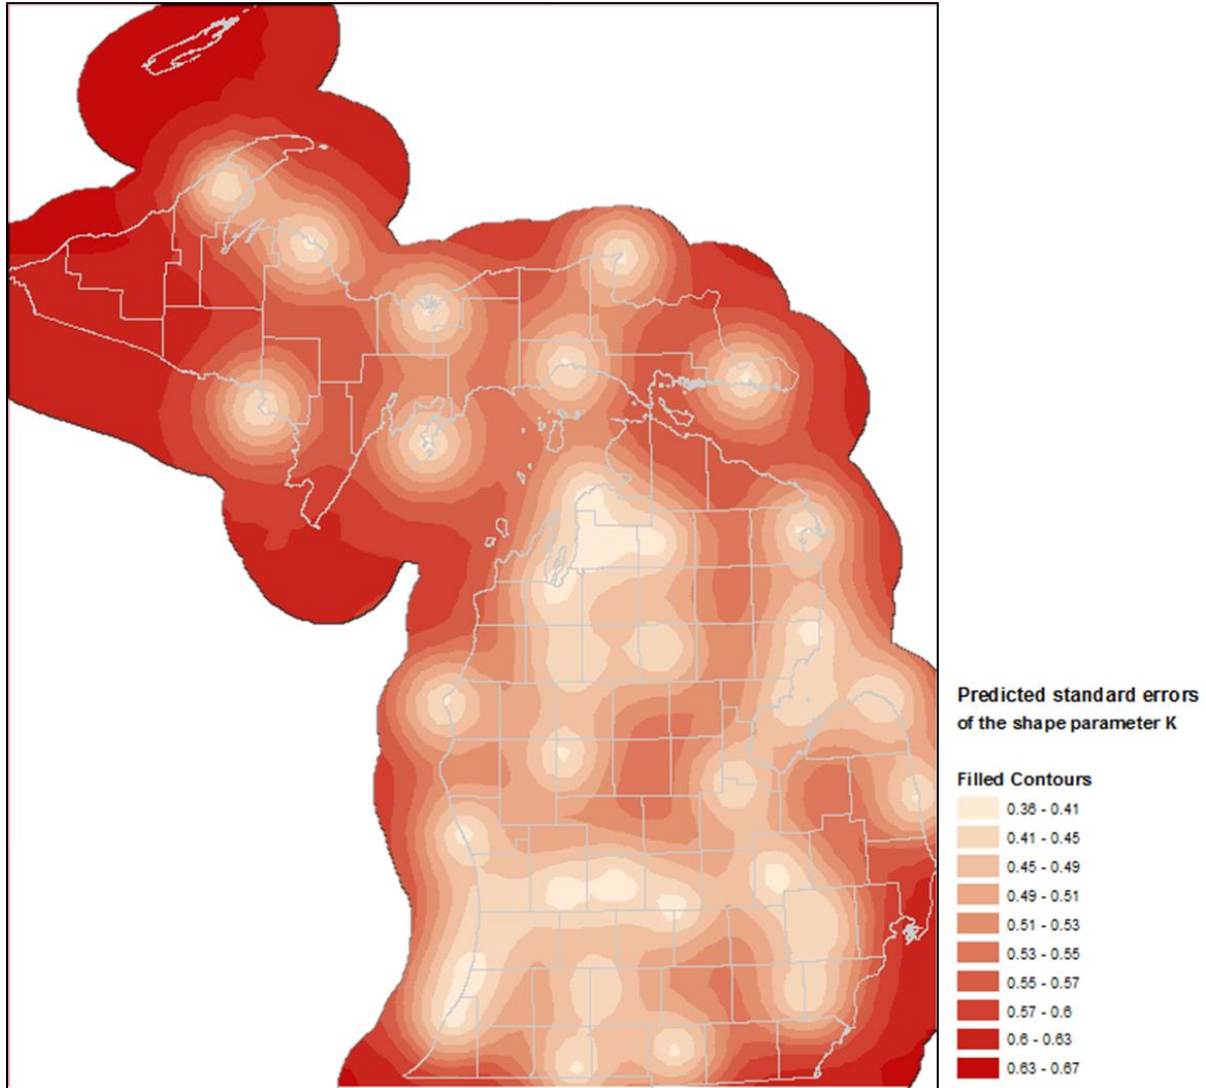 Predicted standard errors
of the shape parameter K
Filled Contours
0.36 - 0.41
0.41 - 0.45
0.45 - 0.49
0.49 - 0.51
0.51 - 0.53
0.53 - 0.55
0.55 - 0.57
0.57 - 0.6
0.6 - 0.63
0.63 - 0.67